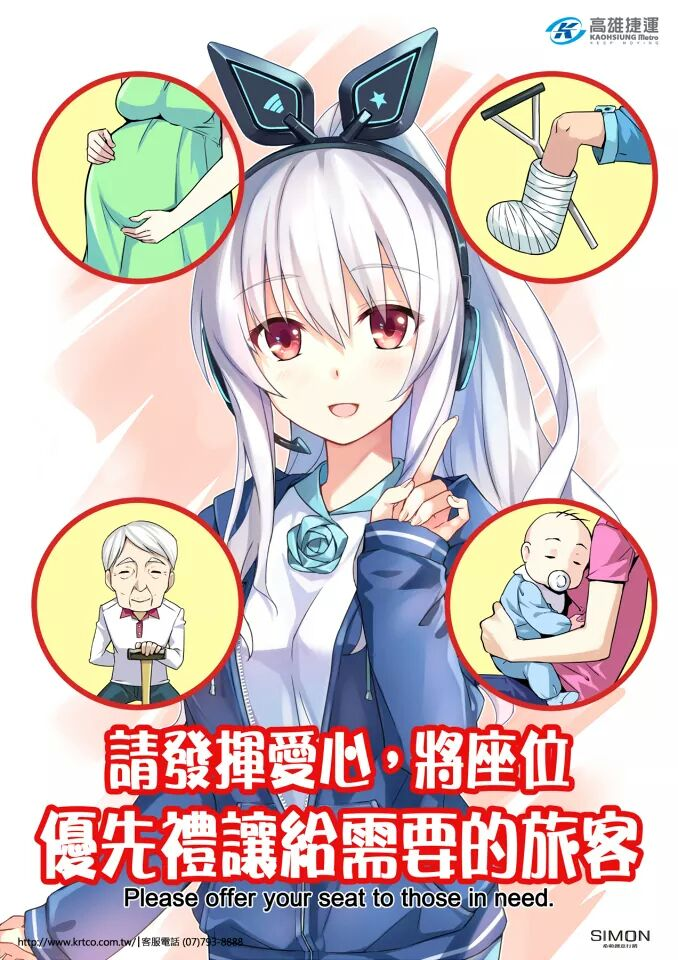 高雄捷運
KAOHSIUNG Metro
KEEP MOVING
請發揮愛心,將座位
優先禮讓給需要的旅客
Please offer your seat to those in need.
http://www.krtco.com.tw/|客服電話 (07)793-8888
SIMON